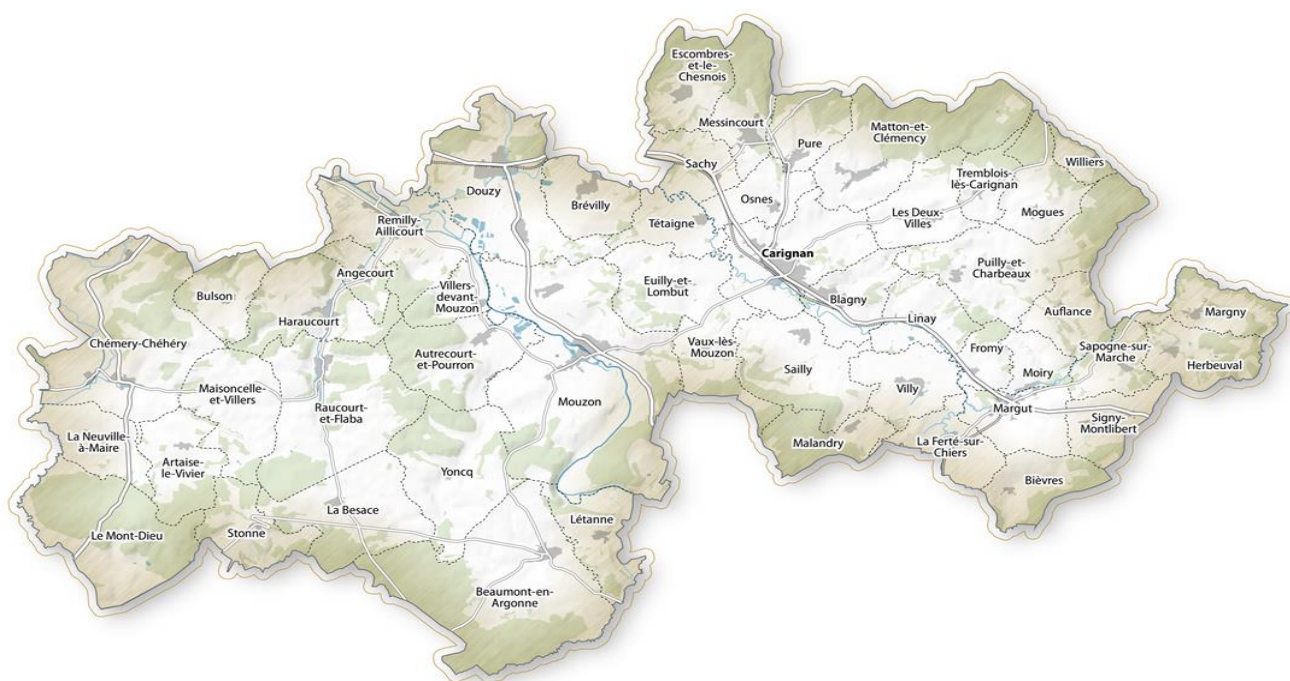 Escombres-
et-le-
Chesnois
Messincourt
Matton-et-
Clémency
Pure
Sachy
Williers
Tremblois-
lès-Carignan
Douzy
Brévilly
Osnes
Mogues
Les Deux-
Villes
Tétaigne
Remilly-
Aillicourt
Carignan
Puilly-et-
Charbeaux
Angecourt
Euilly-et-
Lombut
Villers-
devant-
Mouzon
Bulson
Blagny
Auflance
Margny
Haraucourt
Linay
Chémery-Chéhéry
Vaux-lès-
Mouzon
Fromy
Sapogne-sur-
Marche
Autrecourt-
et-Pourron
Herbeuval
Sailly
Moiry
Maisoncelle-
et-Villers
Villy
Mouzon
Margut
Raucourt-
et-Flaba
Signy-
Montlibert
La Neuville-
à-Maire
Malandry
La Ferté-sur-
Chiers
Artaise-
le-Vivier
Yoncq
Bièvres
La Besace
Létanne
Le Mont-Dieu
Stonne
Beaumont-en-
Argonne